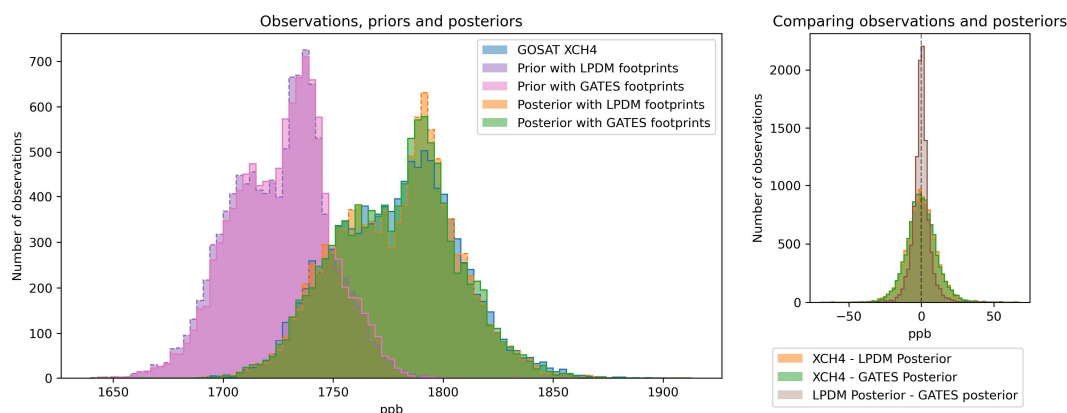 Observations, priors and posteriors
Number of observations
700
600
500
400
300
200
100
0
1650
1700
1750
1800
1850
1900
ppb
GOSAT XCH4
Prior with LPDM footprints
Prior with GATES footprints
Posterior with LPDM footprints
Posterior with GATES footprints
Comparing observations and posteriors
Number of observations
2000
1500
1000
500
0
−50
0
50
ppb
XCH4 - LPDM Posterior
XCH4 - GATES Posterior
LPDM Posterior - GATES posterior